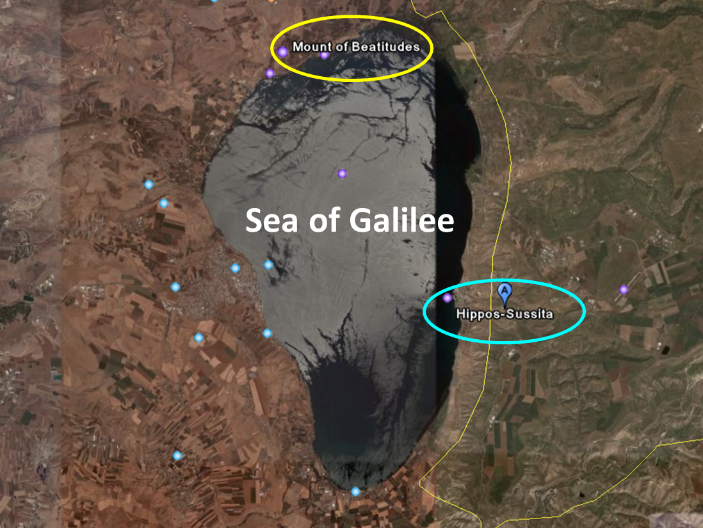 Mount of Beatitudes
Sea of Galilee
A
Hippos-Sussita